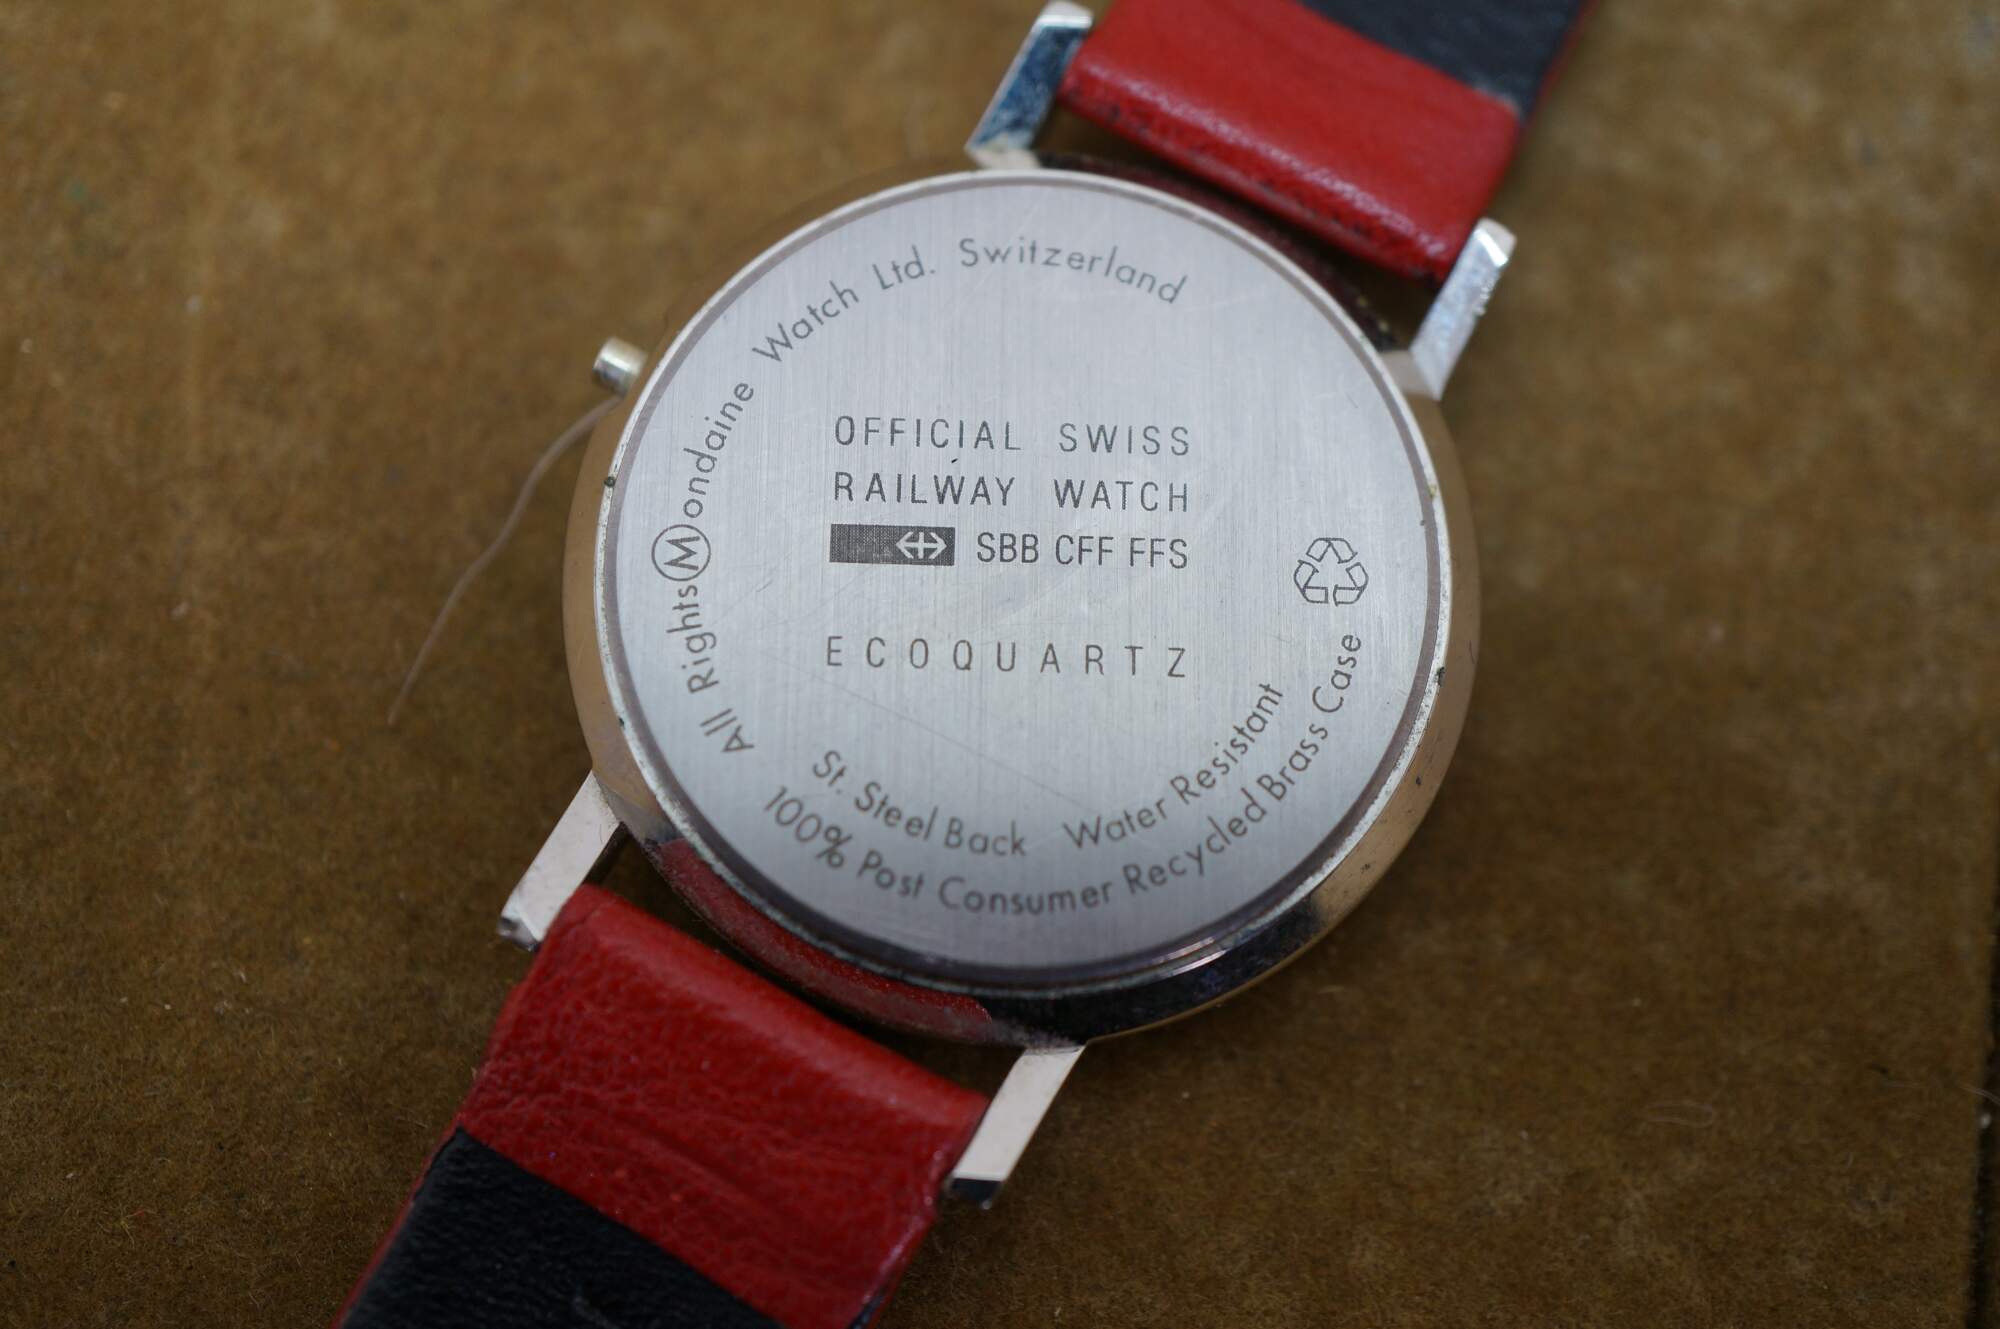 All Rights Mondaine Watch Ltd. Switzerland
OFFICIAL SWISS
RAILWAY WATCH
SBB CFF FFS
ECOQUARTZ
St. Steel Back Water Resistant
100% Post Consumer Recycled Brass Case